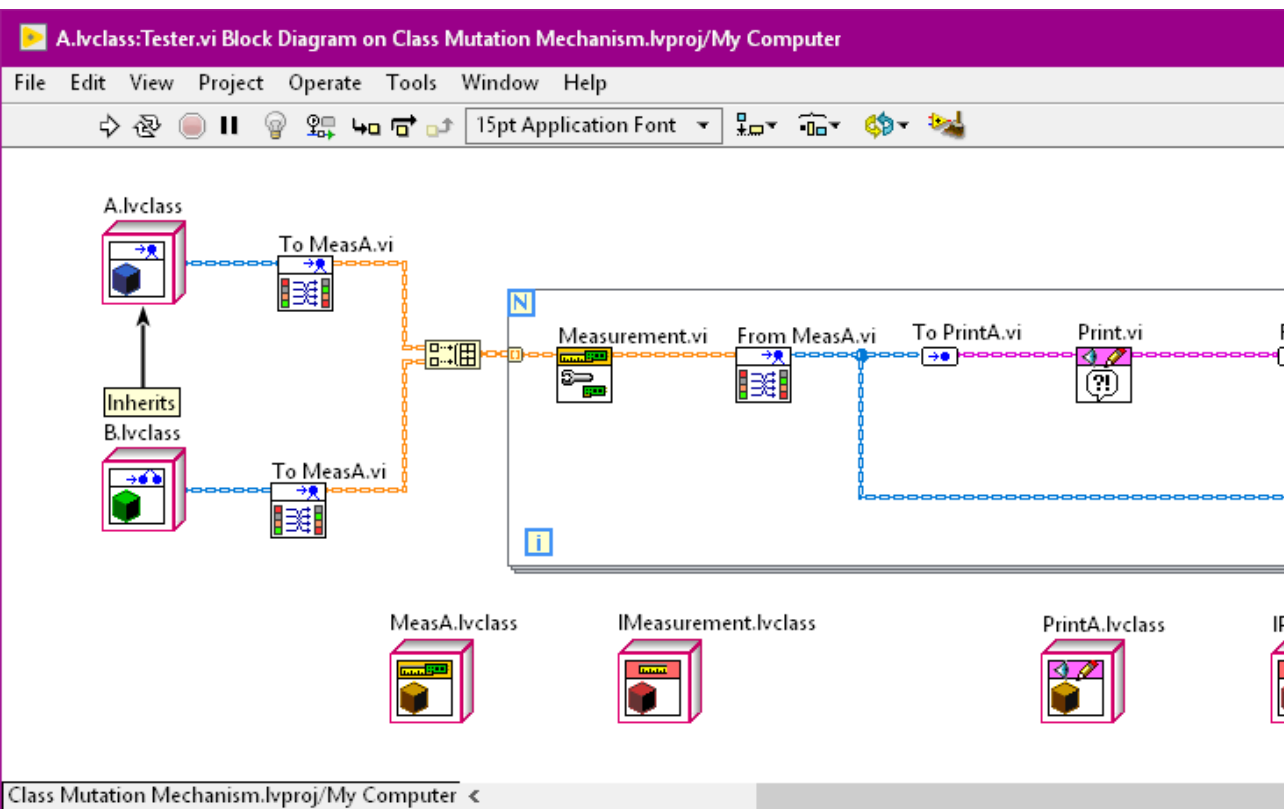 A.lvclass:Tester.vi Block Diagram on Class Mutation Mechanism.lvproj/My Computer
File Edit View Project Operate Tools Window Help
15pt Application Font
A.lvclass
To MeasA.vi
N
Measurement.vi
From MeasA.vi
To PrintA.vi
Print.vi
?!
Inherits
B.lvclass
To MeasA.vi
i
MeasA.lvclass
IMeasurement.lvclass
PrintA.lvclass
Class Mutation Mechanism.lvproj/My Computer <